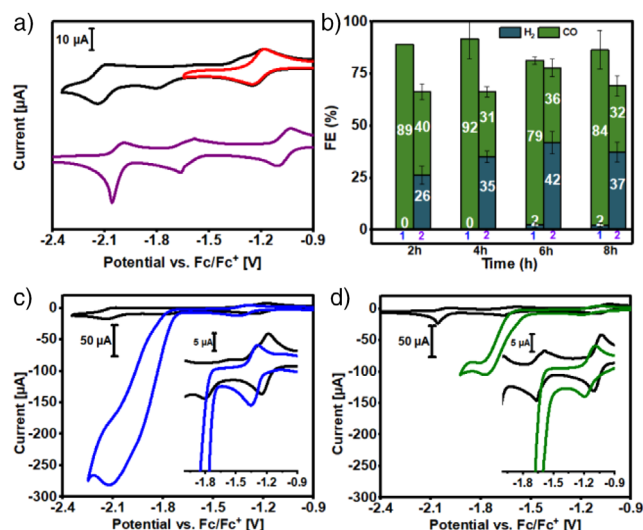 a)
10 µA
Current [µA]
-2.4 -2.1 -1.8 -1.5 -1.2 -0.9
Potential vs. Fc/Fc⁺ [V]
b)
H₂ CO
FE (%)
100
75
50
25
0
89 40 92 31 79 36 84 32
0 26 0 35 2 42 2 37
1 2 1 2 1 2 1 2
2h 4h 6h 8h
Time (h)
c)
Current [µA]
50
0
-50
-100
-150
-200
-250
-300
50 µA
5 µA
-1.8 -1.5 -1.2 -0.9
-2.4 -2.1 -1.8 -1.5 -1.2 -0.9
Potential vs. Fc/Fc⁺ [V]
d)
Current [µA]
50
0
-50
-100
-150
-200
-250
-300
50 µA
5 µA
-1.8 -1.5 -1.2 -0.9
-2.4 -2.1 -1.8 -1.5 -1.2 -0.9
Potential vs. Fc/Fc⁺ [V]